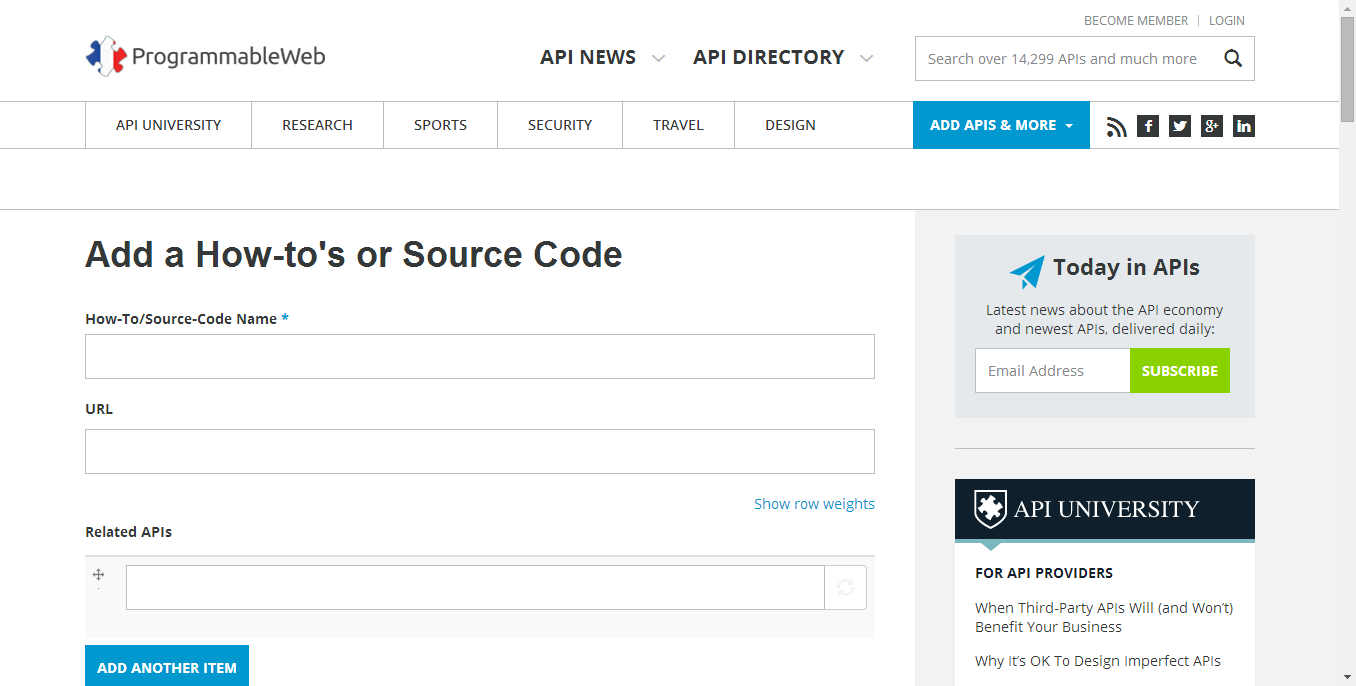 BECOME MEMBER
LOGIN
ProgrammableWeb
API NEWS
API DIRECTORY
Search over 14,299 APIs and much more
API UNIVERSITY
RESEARCH
SPORTS
SECURITY
TRAVEL
DESIGN
ADD APIS & MORE
f
g+
in
Add a How-to's or Source Code
How-To/Source-Code Name *
URL
Show row weights
Related APIs
ADD ANOTHER ITEM
Today in APIs
Latest news about the API economy
and newest APIs, delivered daily:
Email Address
SUBSCRIBE
API UNIVERSITY
FOR API PROVIDERS
When Third-Party APIs Will (and Won’t)
Benefit Your Business
Why It’s OK To Design Imperfect APIs